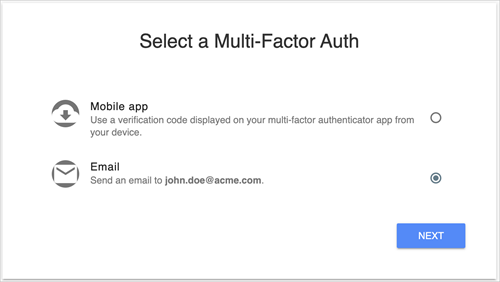 Select a Multi-Factor Auth
Mobile app
Use a verification code displayed on your multi-factor authenticator app from
your device.
Email
Send an email to john.doe@acme.com.
NEXT